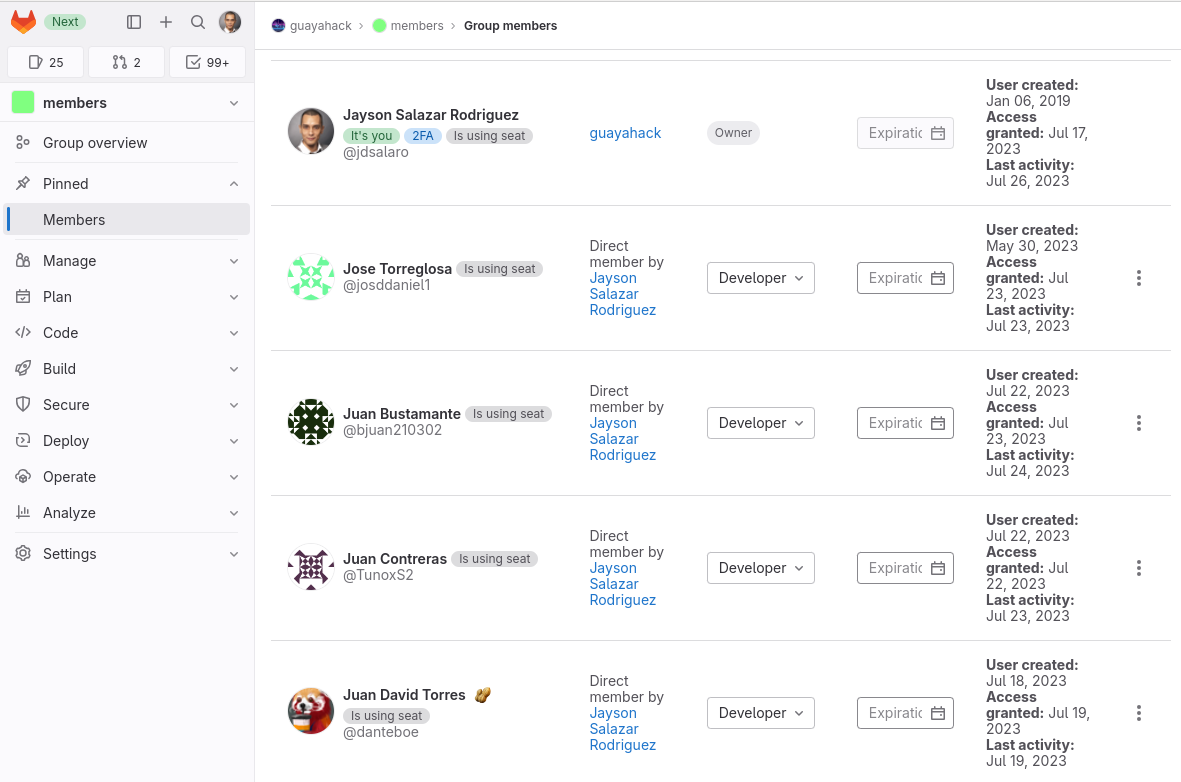 Next
guayahack › members › Group members
25
2
99+
members
Group overview
Pinned
Members
Manage
Plan
Code
Build
Secure
Deploy
Operate
Analyze
Settings
Jayson Salazar Rodriguez
It's you 2FA Is using seat
@jdsalaro
guayahack
Owner
Expiratic
User created:
Jan 06, 2019
Access
granted: Jul 17,
2023
Last activity:
Jul 26, 2023
Jose Torreglosa Is using seat
@josddaniel1
Direct
member by
Jayson
Salazar
Rodriguez
Developer
Expiratic
User created:
May 30, 2023
Access
granted: Jul
23, 2023
Last activity:
Jul 23, 2023
Juan Bustamante Is using seat
@bjuan210302
Direct
member by
Jayson
Salazar
Rodriguez
Developer
Expiratic
User created:
Jul 22, 2023
Access
granted: Jul
23, 2023
Last activity:
Jul 24, 2023
Juan Contreras Is using seat
@TunoxS2
Direct
member by
Jayson
Salazar
Rodriguez
Developer
Expiratic
User created:
Jul 22, 2023
Access
granted: Jul
22, 2023
Last activity:
Jul 23, 2023
Juan David Torres 🥜
Is using seat
@danteboe
Direct
member by
Jayson
Salazar
Rodriguez
Developer
Expiratic
User created:
Jul 18, 2023
Access
granted: Jul 19,
2023
Last activity:
Jul 19, 2023